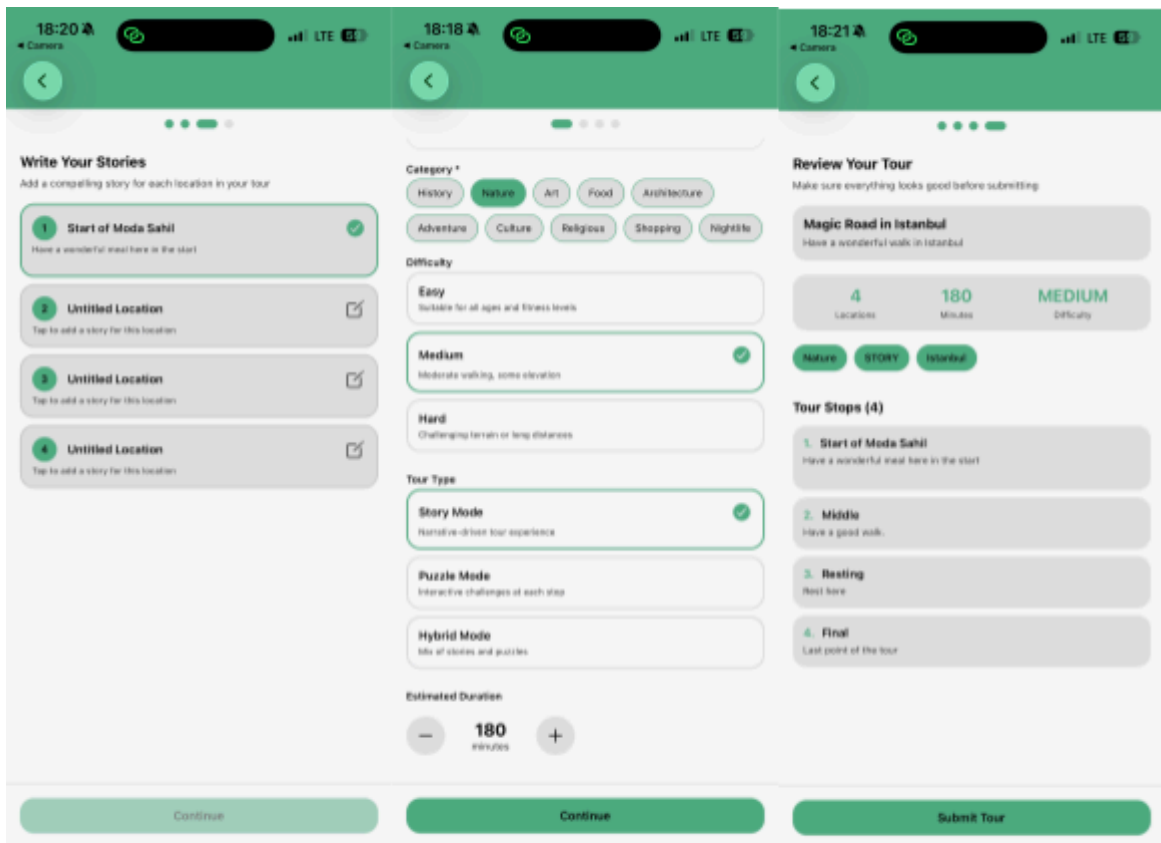 18:20
LTE
Camera
Write Your Stories
Add a compelling story for each location in your tour
1 Start of Moda Sahil
Have a wonderful meal here in the start
2 Untitled Location
Tap to add a story for this location
3 Untitled Location
Tap to add a story for this location
4 Untitled Location
Tap to add a story for this location
Continue
18:18
LTE
Camera
Category *
History Nature Art Food Architecture
Adventure Culture Religious Shopping Nightlife
Difficulty
Easy
Suitable for all ages and fitness levels
Medium
Moderate walking, some elevation
Hard
Challenging terrain or long distances
Tour Type
Story Mode
Narrative-driven tour experience
Puzzle Mode
Interactive challenges at each stop
Hybrid Mode
Mix of stories and puzzles
Estimated Duration
− 180 +
minutes
Continue
18:21
LTE
Camera
Review Your Tour
Make sure everything looks good before submitting
Magic Road in Istanbul
Have a wonderful walk in Istanbul
4 180 MEDIUM
Locations Minutes Difficulty
Nature STORY Istanbul
Tour Stops (4)
1. Start of Moda Sahil
Have a wonderful meal here in the start
2. Middle
Have a good walk.
3. Resting
Rest here
4. Final
Last point of the tour
Submit Tour